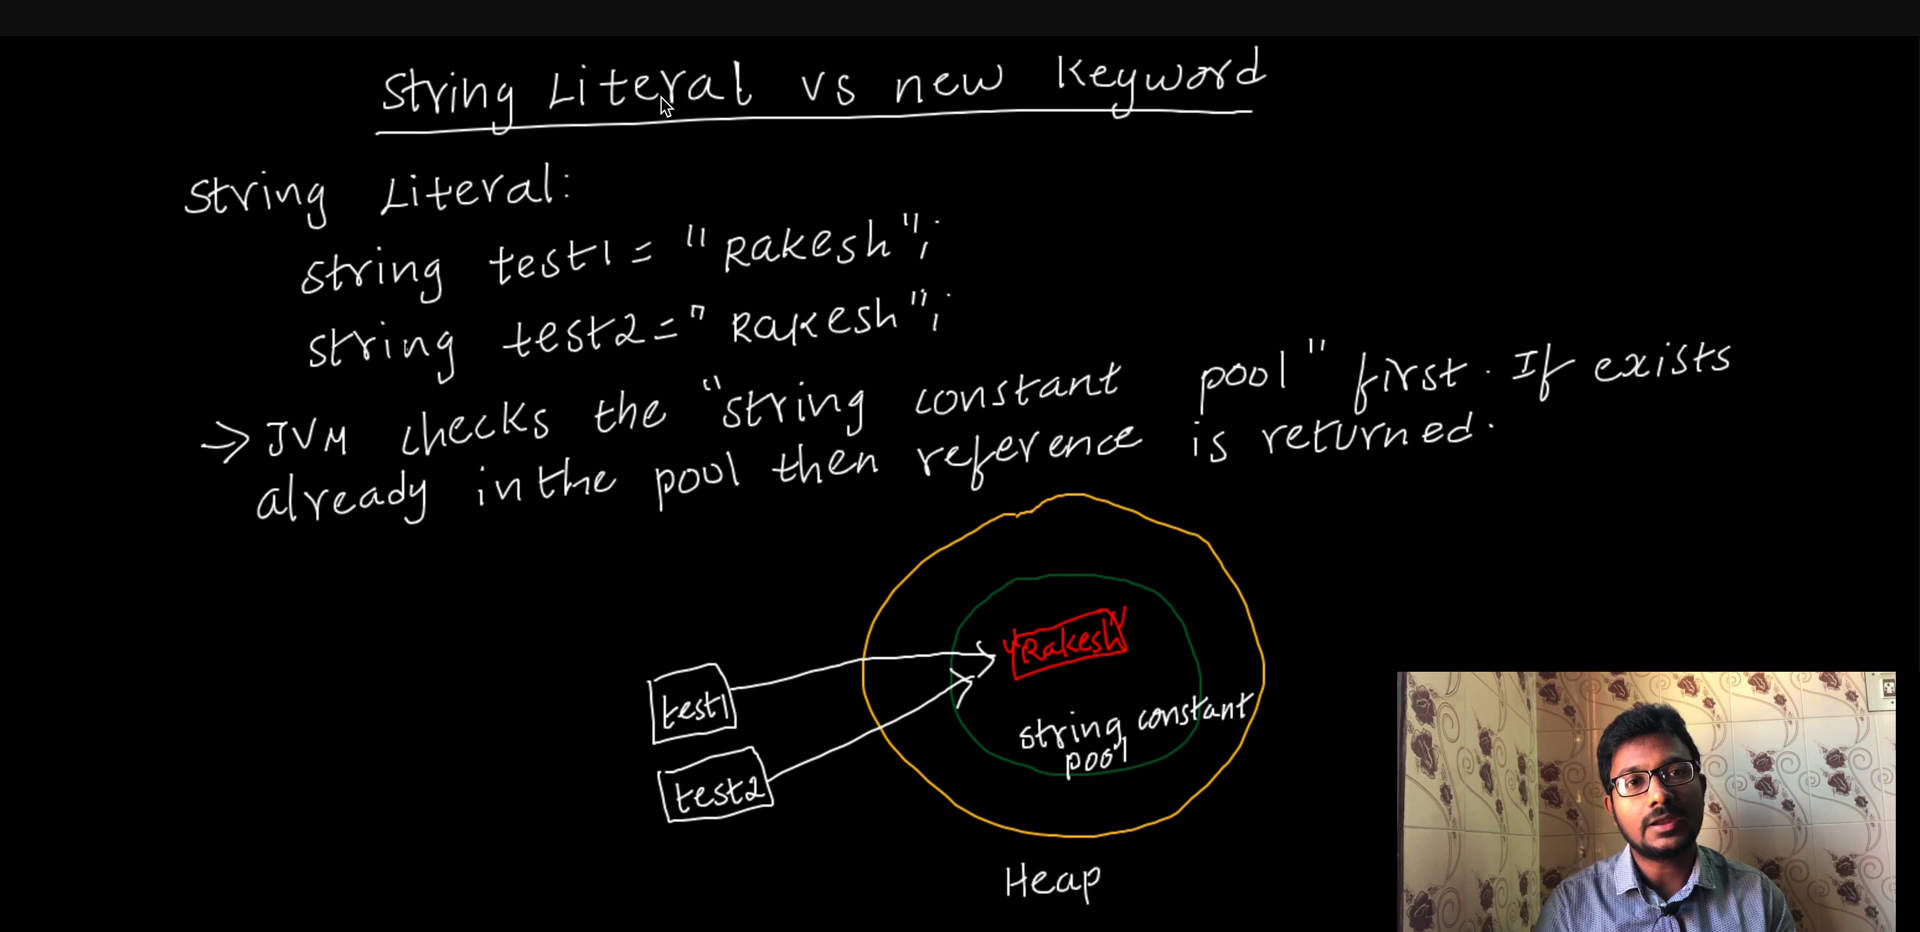 String Literal vs new Keyword
String Literal:
string test1 = "Rakesh";
string test2 = "Rakesh";
→ JVM checks the "string constant pool" first. If exists
already in the pool then reference is returned.
"Rakesh"
test1
string constant
pool
test2
Heap